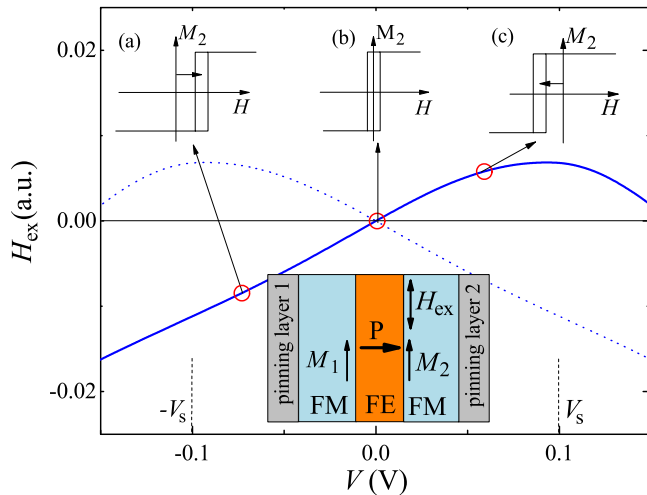 0.02
0.00
-0.02
H_ex (a.u.)
(a)
M_2
H
(b)
M_2
H
(c)
M_2
H
pinning layer 1
M_1
FM
P
FE
H_ex
M_2
FM
pinning layer 2
-V_s
V_s
-0.1
0.0
0.1
V (V)